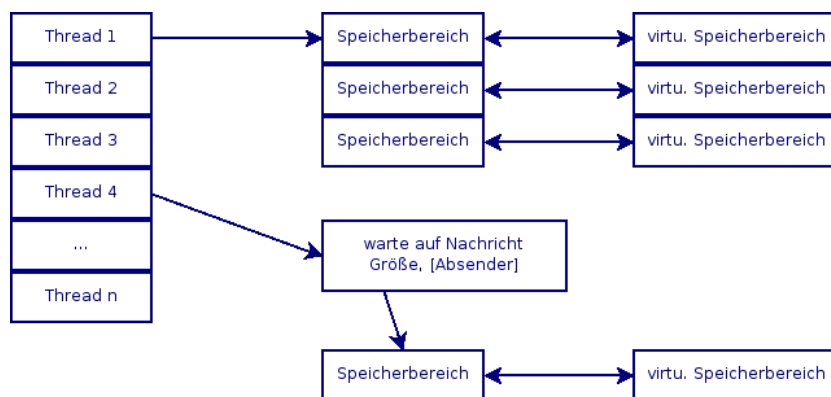 Thread 1
Speicherbereich
virtu. Speicherbereich
Thread 2
Speicherbereich
virtu. Speicherbereich
Thread 3
Speicherbereich
virtu. Speicherbereich
Thread 4
...
Thread n
warte auf Nachricht
Größe, [Absender]
Speicherbereich
virtu. Speicherbereich